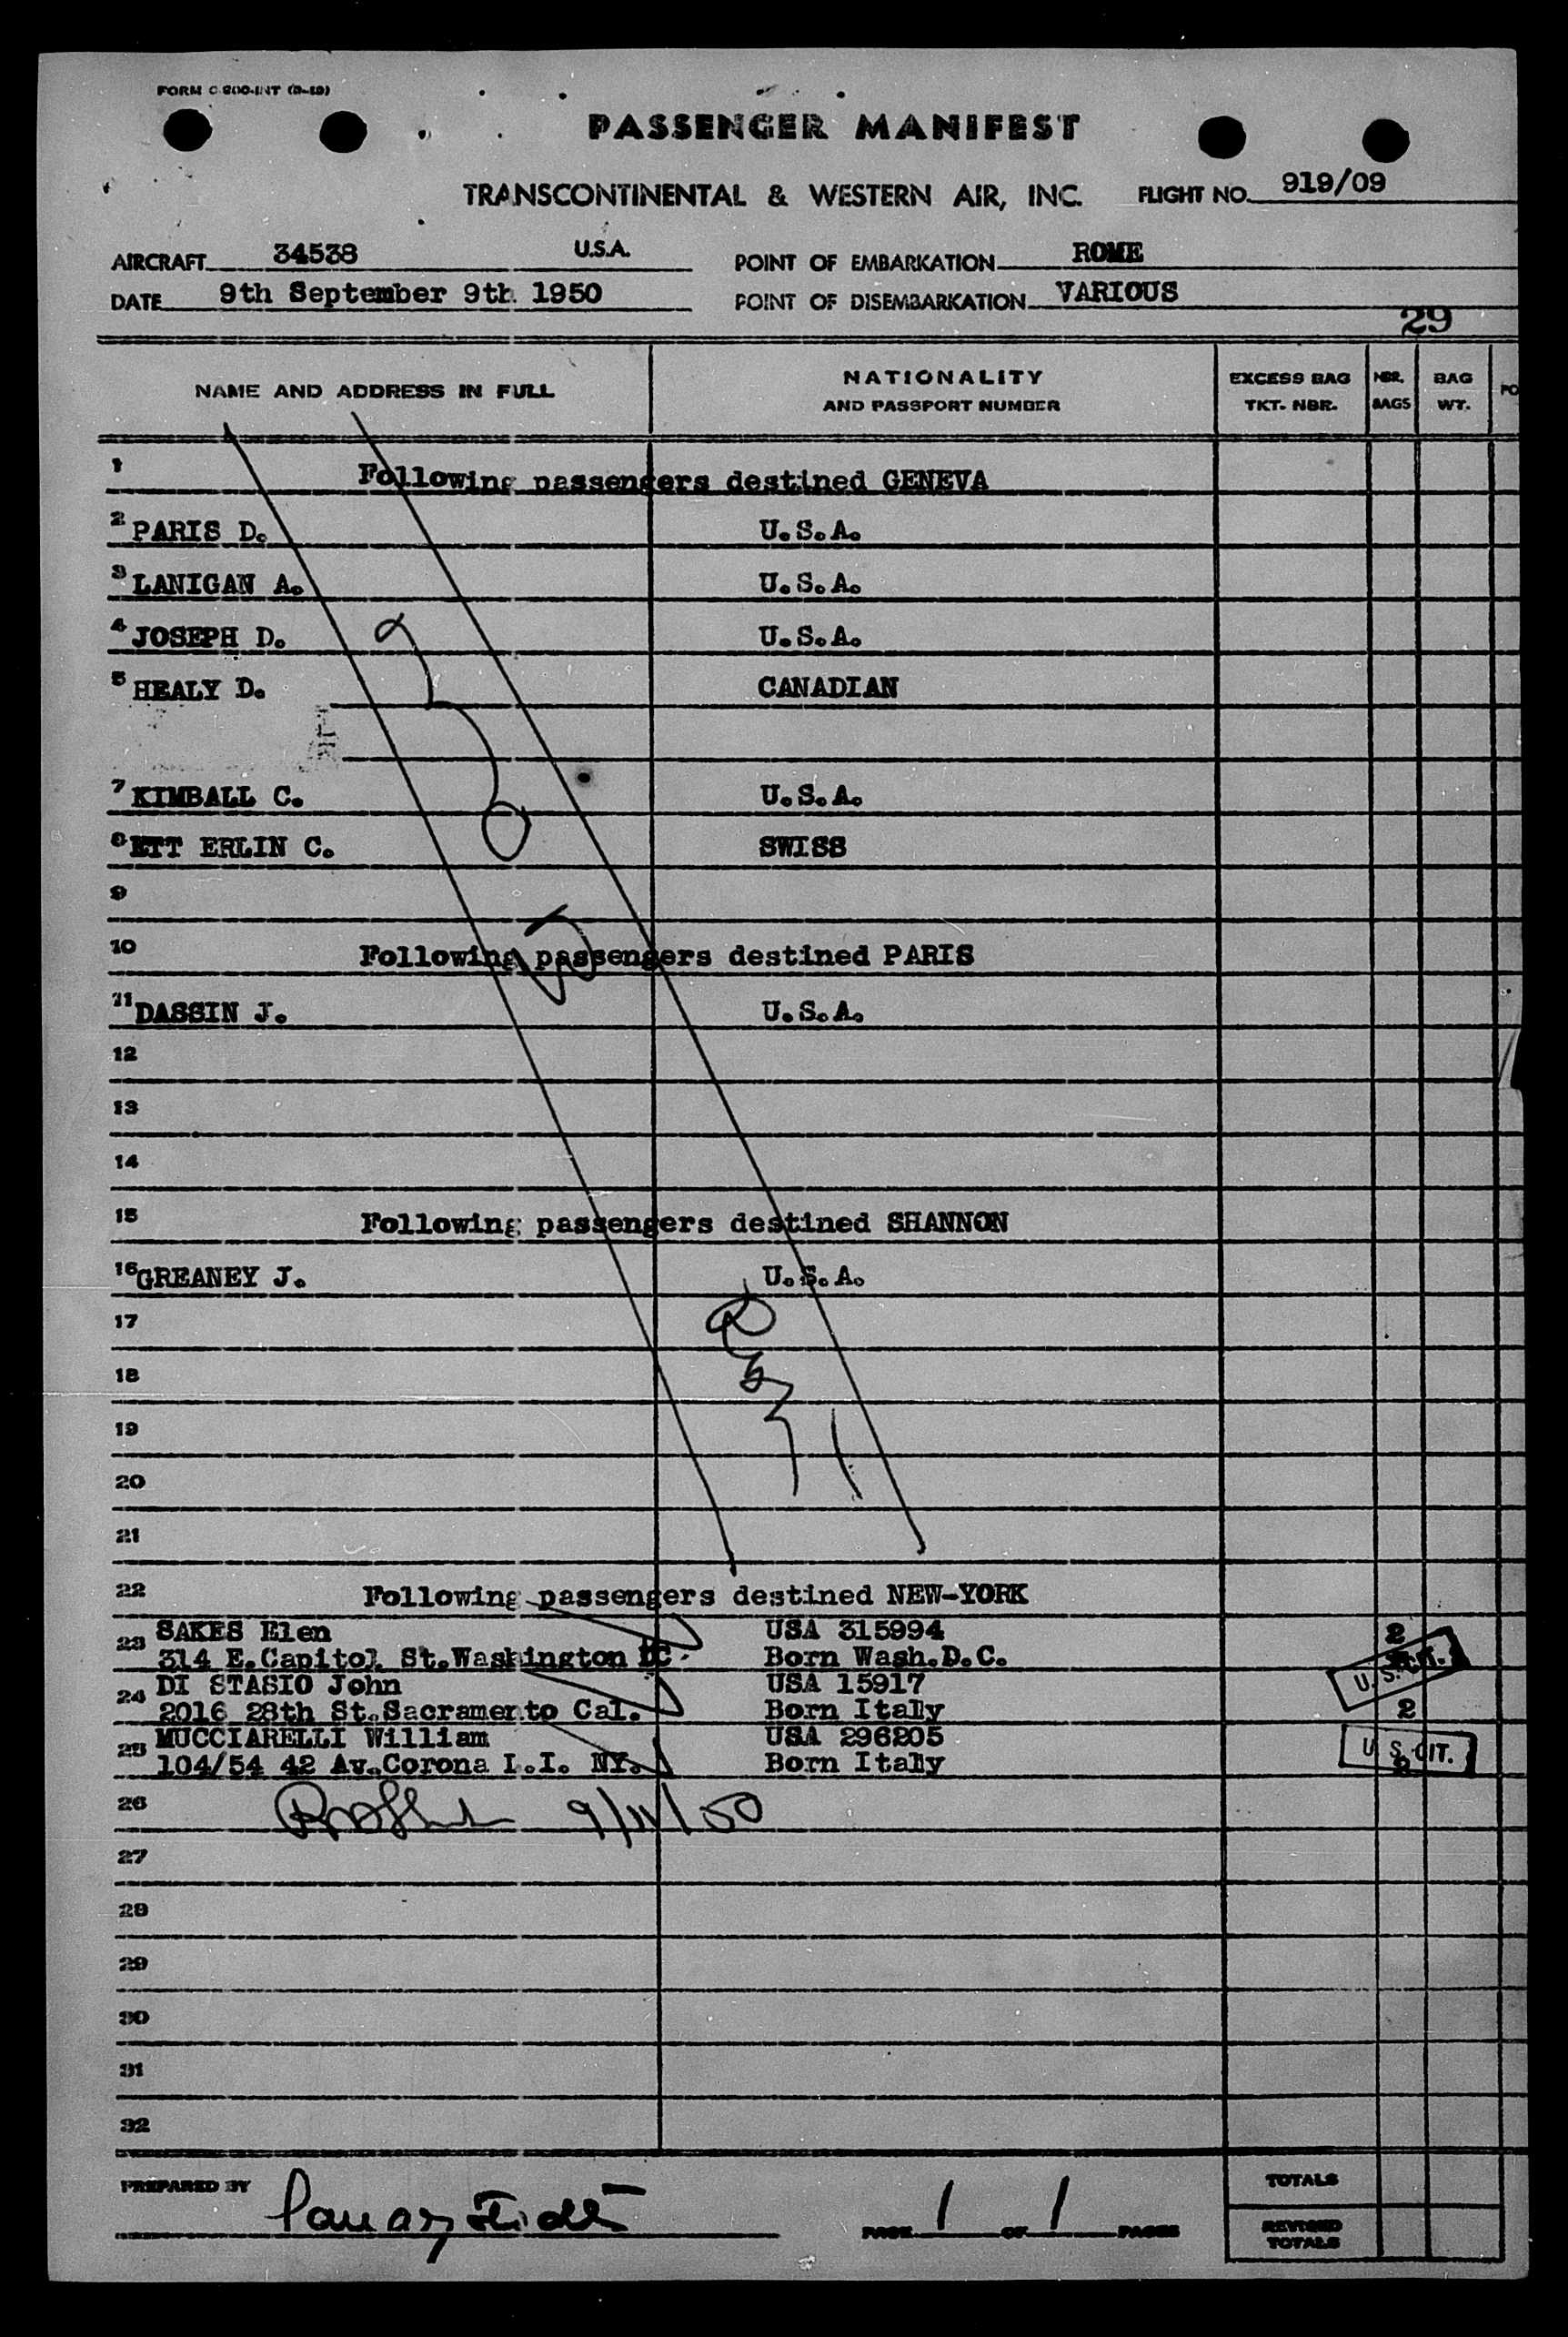 FORM C-800-INT (3-49)
PASSENGER MANIFEST
TRANSCONTINENTAL & WESTERN AIR, INC. FLIGHT NO. 919/09
AIRCRAFT 34538 U.S.A. POINT OF EMBARKATION ROME
DATE 9th September 9th 1950 POINT OF DISEMBARKATION VARIOUS
29
NAME AND ADDRESS IN FULL NATIONALITY AND PASSPORT NUMBER EXCESS BAG TKT. NBR. NBR. BAGS BAG WT.
1 Following passengers destined GENEVA
2 PARIS D. U.S.A.
3 LANIGAN A. U.S.A.
4 JOSEPH D. U.S.A.
5 HEALY D. CANADIAN
7 KIMBALL C. U.S.A.
8 ETT ERLIN C. SWISS
9
10 Following passengers destined PARIS
11 DASSIN J. U.S.A.
12
13
14
15 Following passengers destined SHANNON
16 GREANEY J. U.S.A.
17
18
19
20
21
22 Following passengers destined NEW-YORK
23 SAKES Elen USA 315994 2
314 E.Capitol St.Washington DC Born Wash.D.C.
U.S. CIT.
24 DI STASIO John USA 15917
2016 28th St.Sacramento Cal. Born Italy 2
25 MUCCIARELLI William USA 296205
104/54 42 Av.Corona L.I. NY. Born Italy
U.S. CIT.
26 9/11/50
27
28
29
30
31
32
PREPARED BY
PAGE 1 OF 1 PAGES
TOTALS
REVISED TOTALS